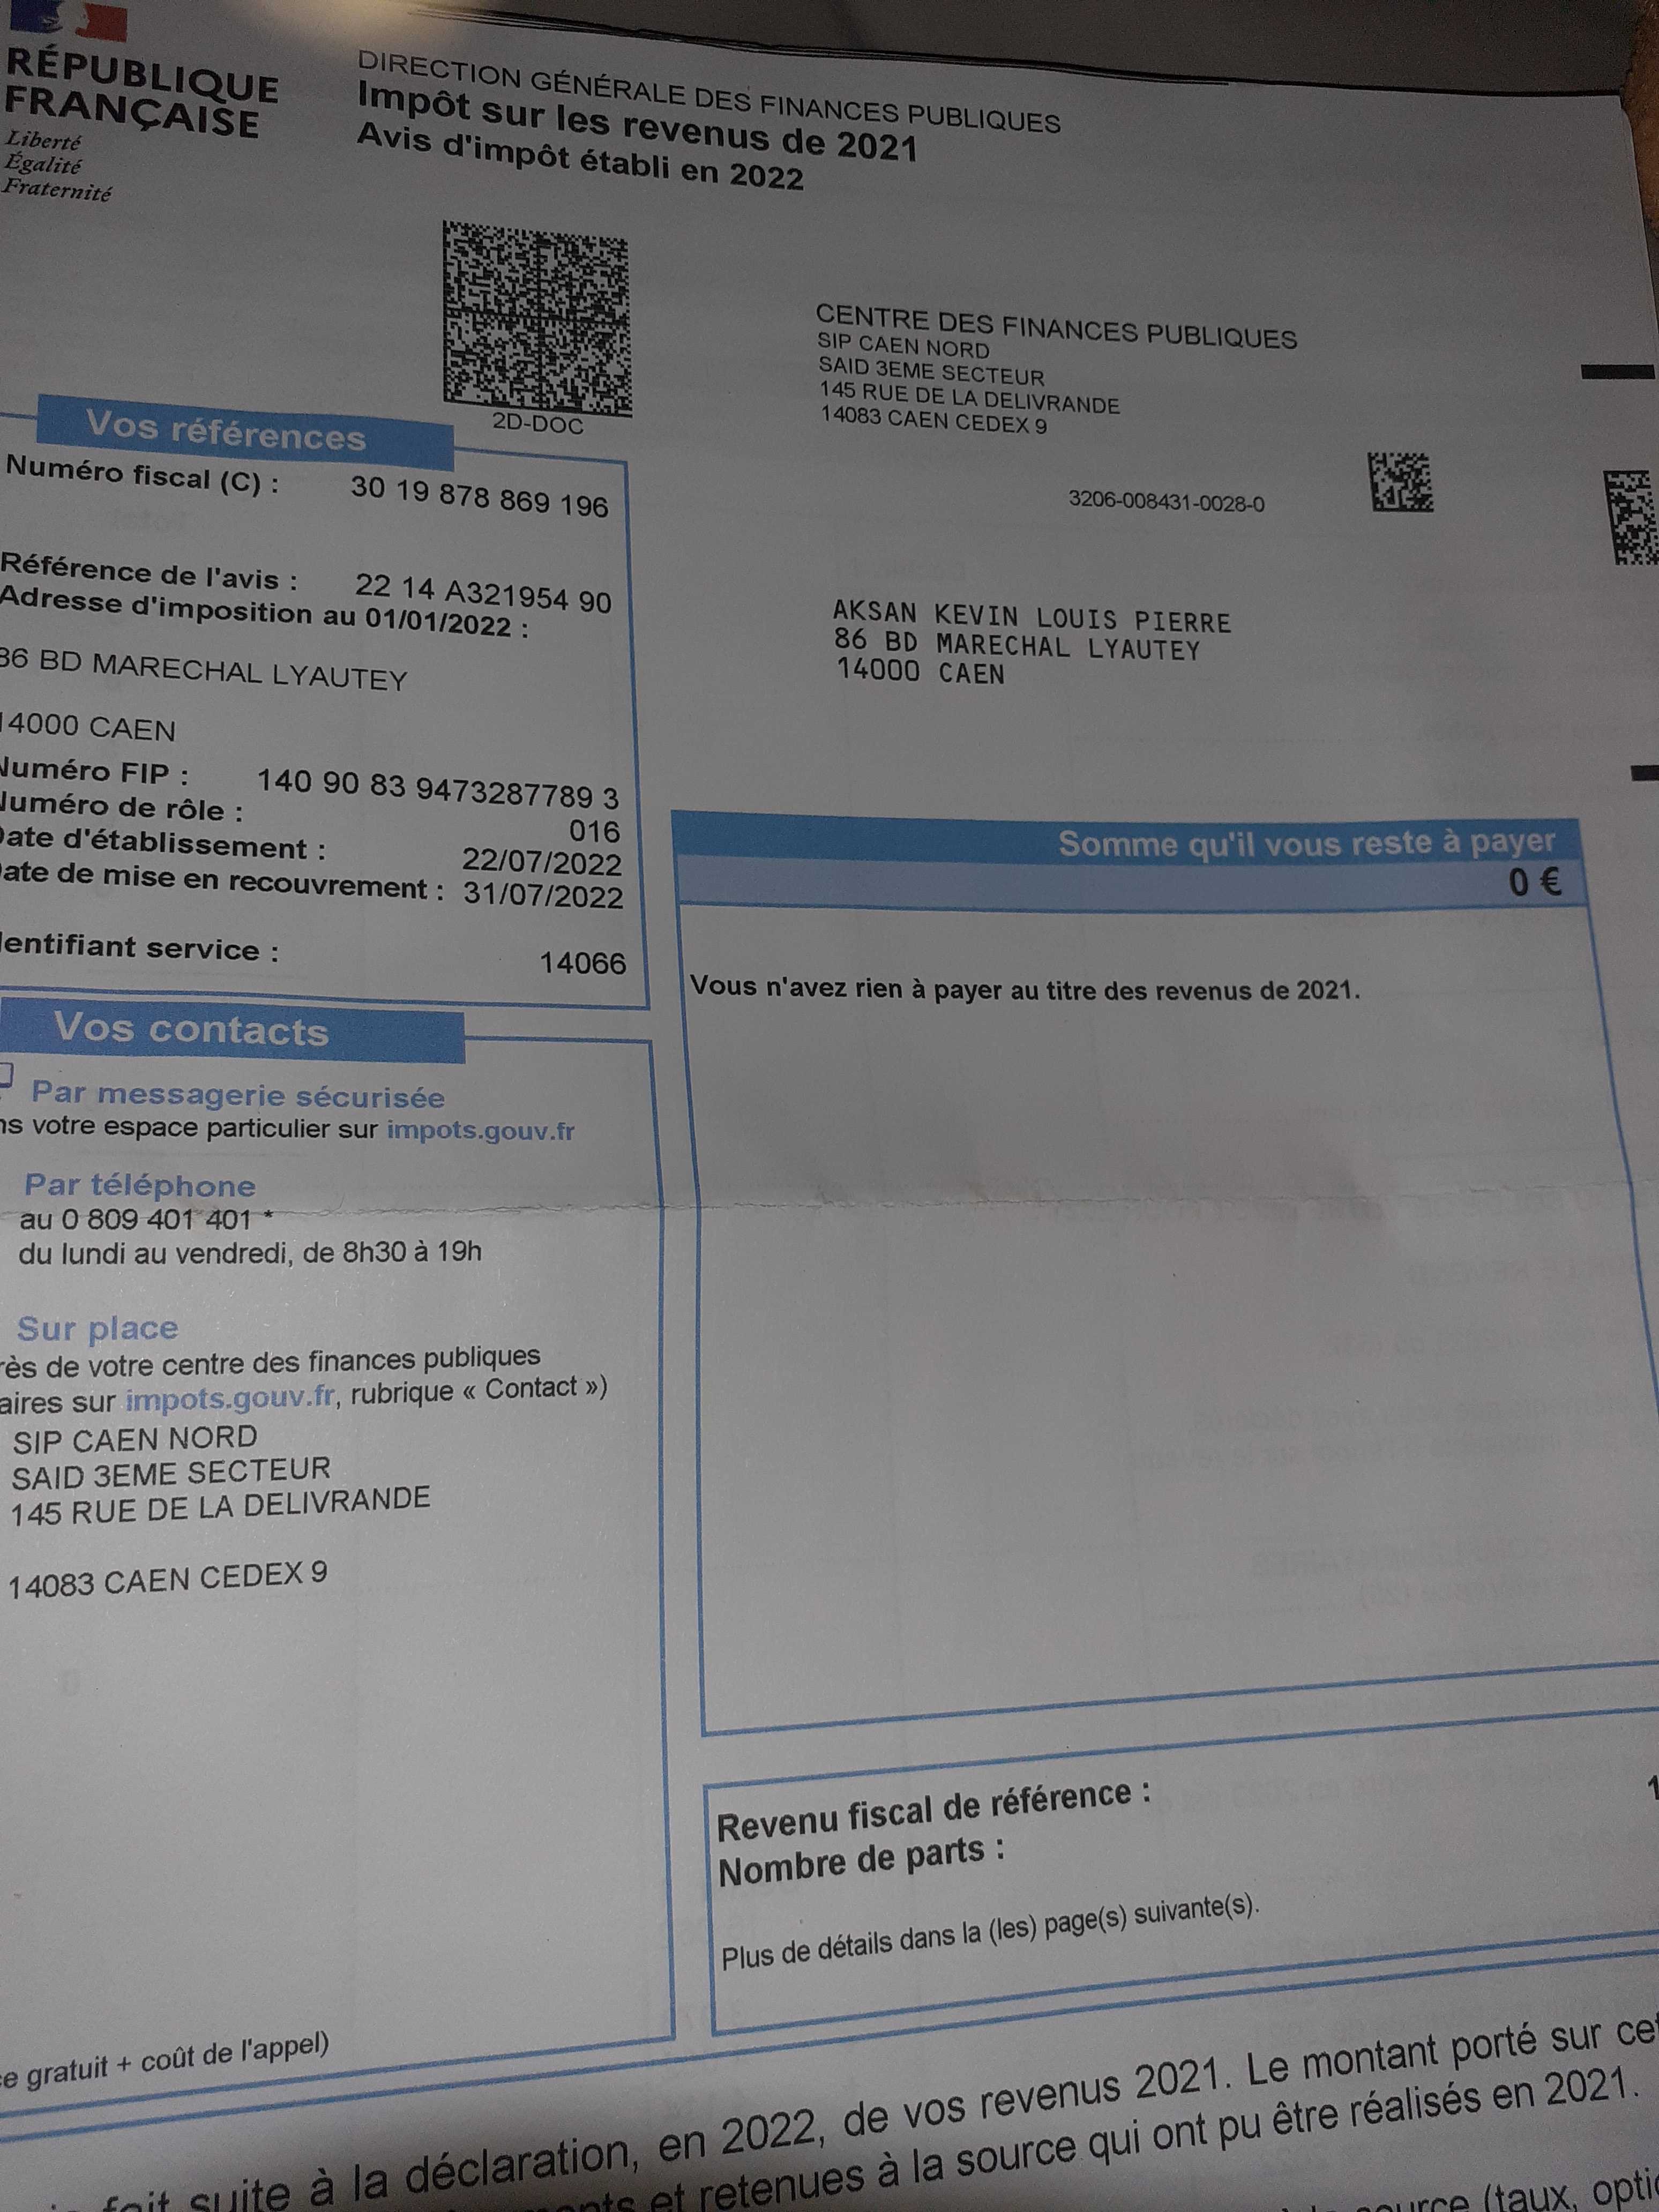 RÉPUBLIQUE
FRANÇAISE
Liberté
Égalité
Fraternité
DIRECTION GÉNÉRALE DES FINANCES PUBLIQUES
Impôt sur les revenus de 2021
Avis d'impôt établi en 2022
2D-DOC
CENTRE DES FINANCES PUBLIQUES
SIP CAEN NORD
SAID 3EME SECTEUR
145 RUE DE LA DELIVRANDE
14083 CAEN CEDEX 9
3206-008431-0028-0
AKSAN KEVIN LOUIS PIERRE
86 BD MARECHAL LYAUTEY
14000 CAEN
Vos références
Numéro fiscal (C) : 30 19 878 869 196
Référence de l'avis : 22 14 A321954 90
Adresse d'imposition au 01/01/2022 :
86 BD MARECHAL LYAUTEY
14000 CAEN
Numéro FIP : 140 90 83 9473287789 3
Numéro de rôle : 016
Date d'établissement : 22/07/2022
Date de mise en recouvrement : 31/07/2022
dentifiant service : 14066
Somme qu'il vous reste à payer
0 €
Vous n'avez rien à payer au titre des revenus de 2021.
Vos contacts
Par messagerie sécurisée
ns votre espace particulier sur impots.gouv.fr
Par téléphone
au 0 809 401 401 *
du lundi au vendredi, de 8h30 à 19h
Sur place
rès de votre centre des finances publiques
aires sur impots.gouv.fr, rubrique « Contact »)
SIP CAEN NORD
SAID 3EME SECTEUR
145 RUE DE LA DELIVRANDE
14083 CAEN CEDEX 9
Revenu fiscal de référence : 1
Nombre de parts :
Plus de détails dans la (les) page(s) suivante(s).
ce gratuit + coût de l'appel)
fait suite à la déclaration, en 2022, de vos revenus 2021. Le montant porté sur cet
et retenues à la source qui ont pu être réalisés en 2021.
source (taux, optio